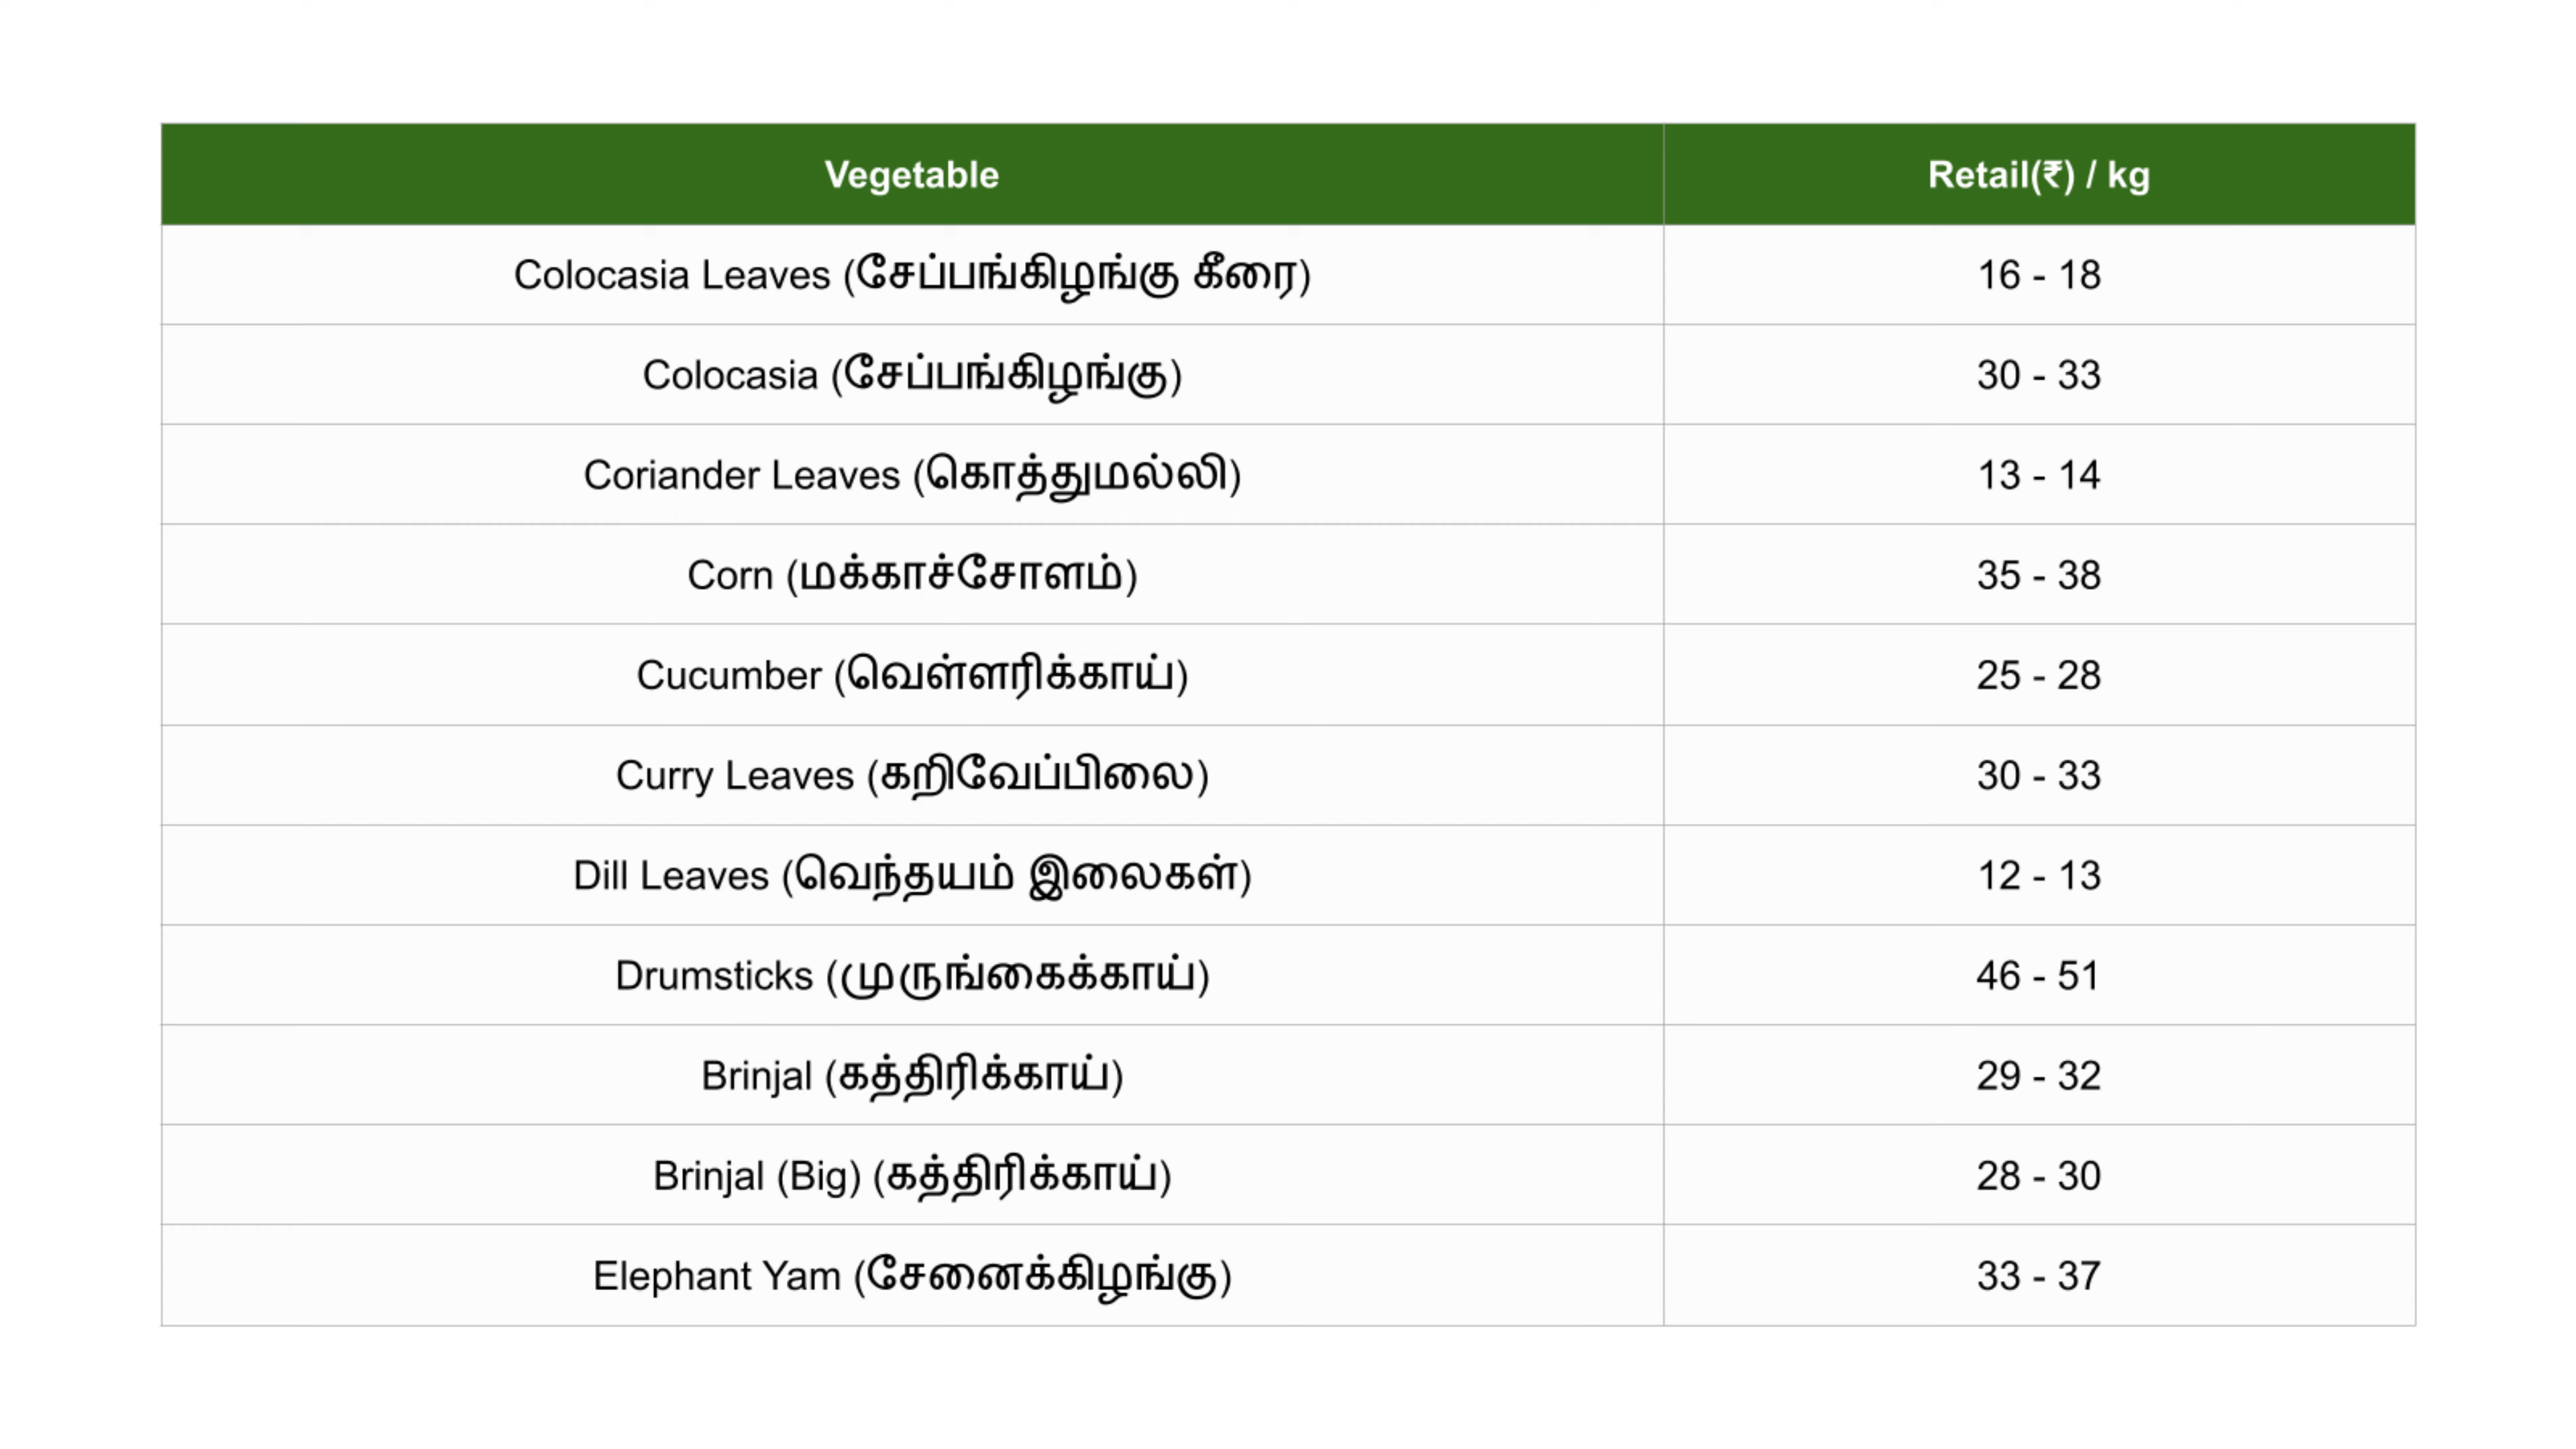 Vegetable Retail(₹) / kg
Colocasia Leaves (சேப்பங்கிழங்கு கீரை) 16 - 18
Colocasia (சேப்பங்கிழங்கு) 30 - 33
Coriander Leaves (கொத்துமல்லி) 13 - 14
Corn (மக்காச்சோளம்) 35 - 38
Cucumber (வெள்ளரிக்காய்) 25 - 28
Curry Leaves (கறிவேப்பிலை) 30 - 33
Dill Leaves (வெந்தயம் இலைகள்) 12 - 13
Drumsticks (முருங்கைக்காய்) 46 - 51
Brinjal (கத்திரிக்காய்) 29 - 32
Brinjal (Big) (கத்திரிக்காய்) 28 - 30
Elephant Yam (சேனைக்கிழங்கு) 33 - 37